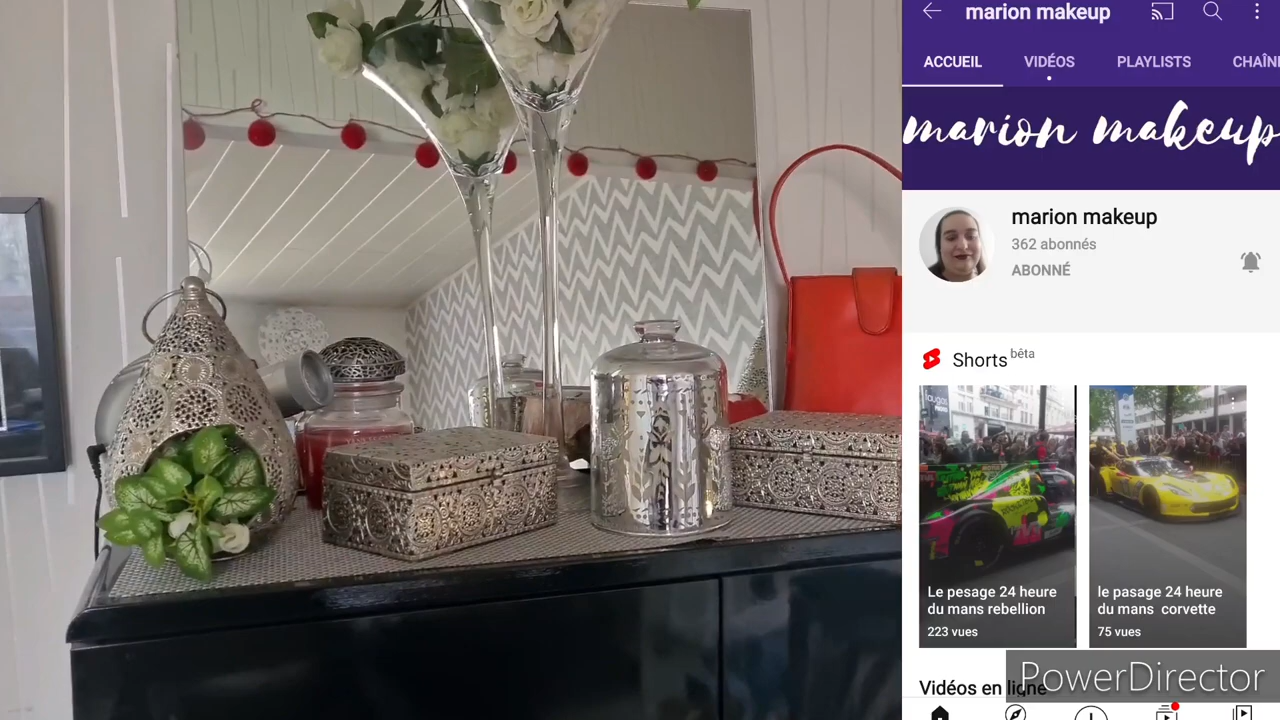 marion makeup
ACCUEIL VIDÉOS PLAYLISTS CHAÎN
marion makeup
marion makeup
362 abonnés
ABONNÉ
Shorts bêta
Le pesage 24 heure
du mans rebellion
223 vues
le pasage 24 heure
du mans corvette
75 vues
Vidéos en ligne
PowerDirector